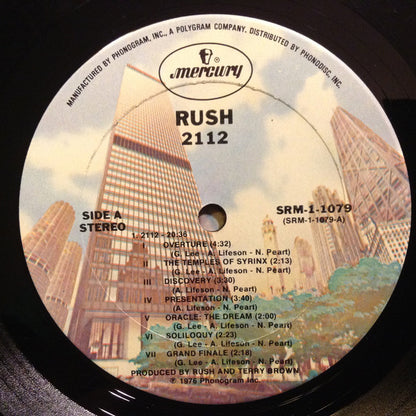 MANUFACTURED BY PHONOGRAM, INC., A POLYGRAM COMPANY. DISTRIBUTED BY PHONODISC, INC.
®
mercury
RUSH
2112
SIDE A
STEREO
SRM-1-1079
(SRM-1-1079-A)
1. 2112 - 20:36
I OVERTURE (4:32)
(G. Lee - A. Lifeson - N. Peart)
II THE TEMPLES OF SYRINX (2:13)
(G. Lee - A. Lifeson - N. Peart)
III DISCOVERY (3:30)
(A. Lifeson - N. Peart)
IV PRESENTATION (3:40)
(A. Lifeson - N. Peart)
V ORACLE: THE DREAM (2:00)
(G. Lee - A. Lifeson - N. Peart)
VI SOLILOQUY (2:23)
(G. Lee - A. Lifeson - N. Peart)
VII GRAND FINALE (2:18)
(G. Lee - A. Lifeson - N. Peart)
PRODUCED BY RUSH AND TERRY BROWN
℗ 1976 Phonogram Inc.